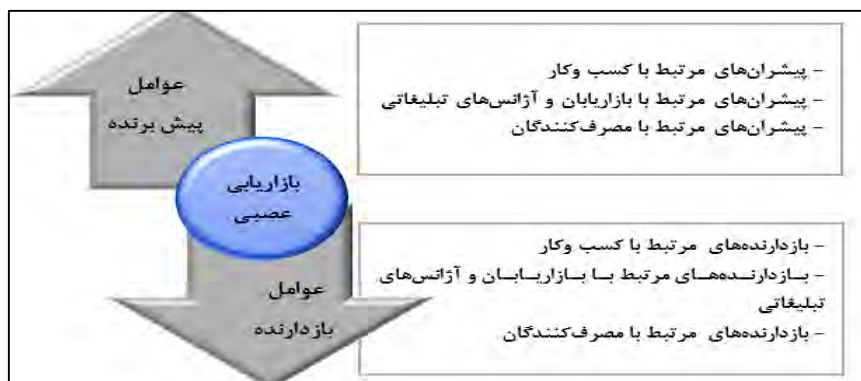 عوامل
پیش برنده
- پیشران‌های مرتبط با کسب وکار
- پیشران‌های مرتبط با بازاریابان و آژانس‌های تبلیغاتی
- پیشران‌های مرتبط با مصرف‌کنندگان
بازاریابی
عصبی
عوامل
بازدارنده
- بازدارنده‌های مرتبط با کسب وکار
- بازدارنده‌های مرتبط با بازاریابان و آژانس‌های
تبلیغاتی
- بازدارنده‌های مرتبط با مصرف‌کنندگان